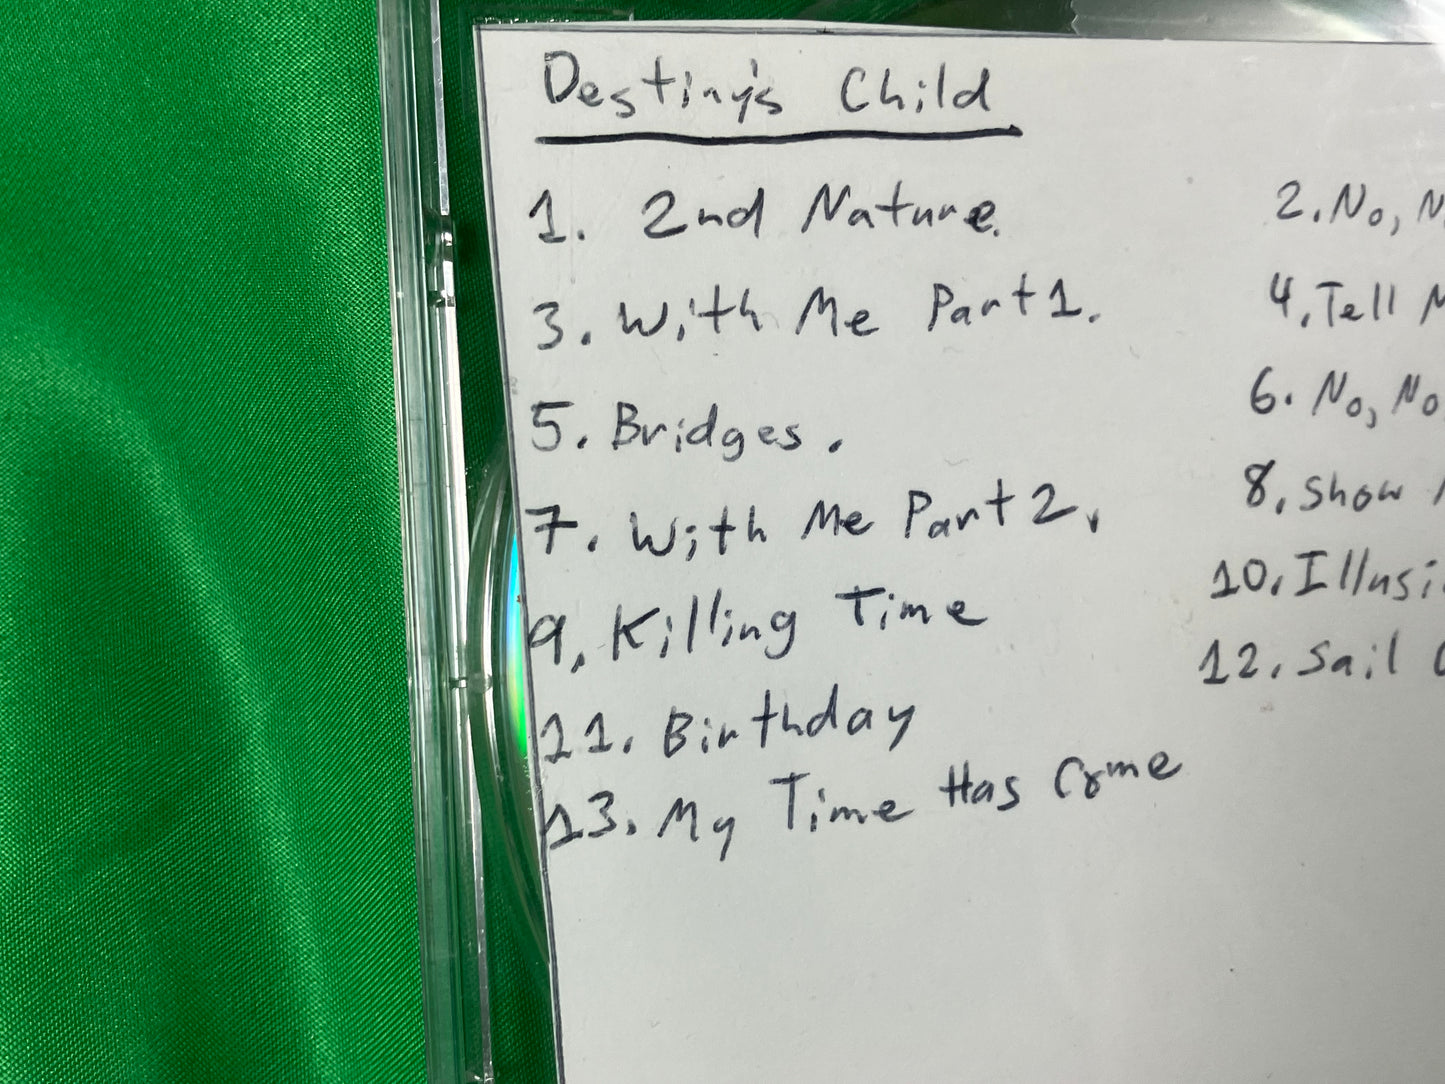 Destiny's Child
1. 2nd Nature. 2. No, N
3. With Me Part 1. 4. Tell M
5. Bridges. 6. No, No
7. With Me Part 2. 8. Show
9. Killing Time 10. Illusi
11. Birthday 12. Sail
13. My Time Has Come